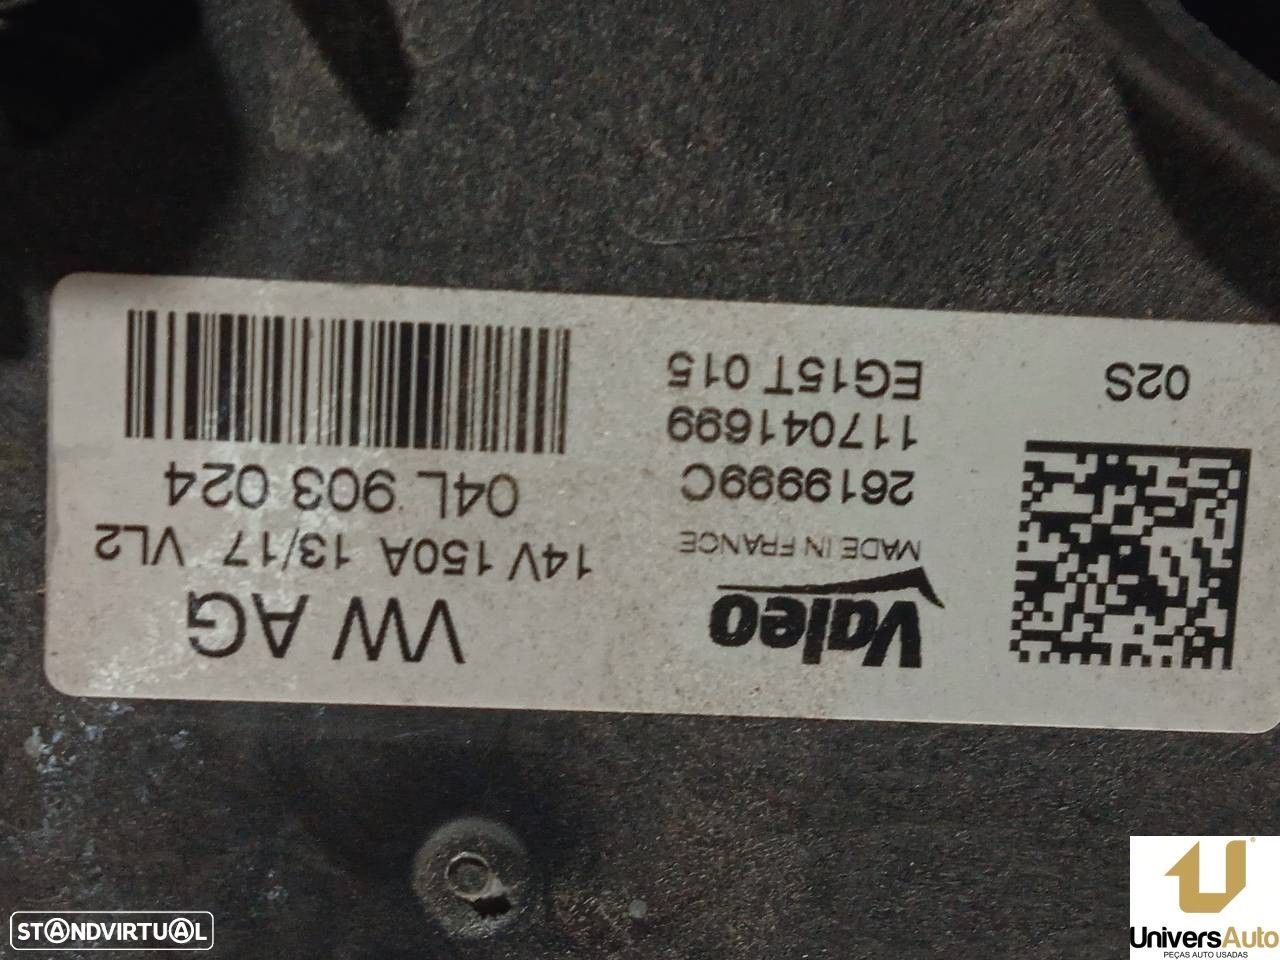 VW AG
14V 150A 13/17 VL2
04L 903 024
Valeo
MADE IN FRANCE
2619999C
117041699
EG15T 015
02S
STANDVIRTUAL
UniversAuto
PEÇAS AUTO USADAS